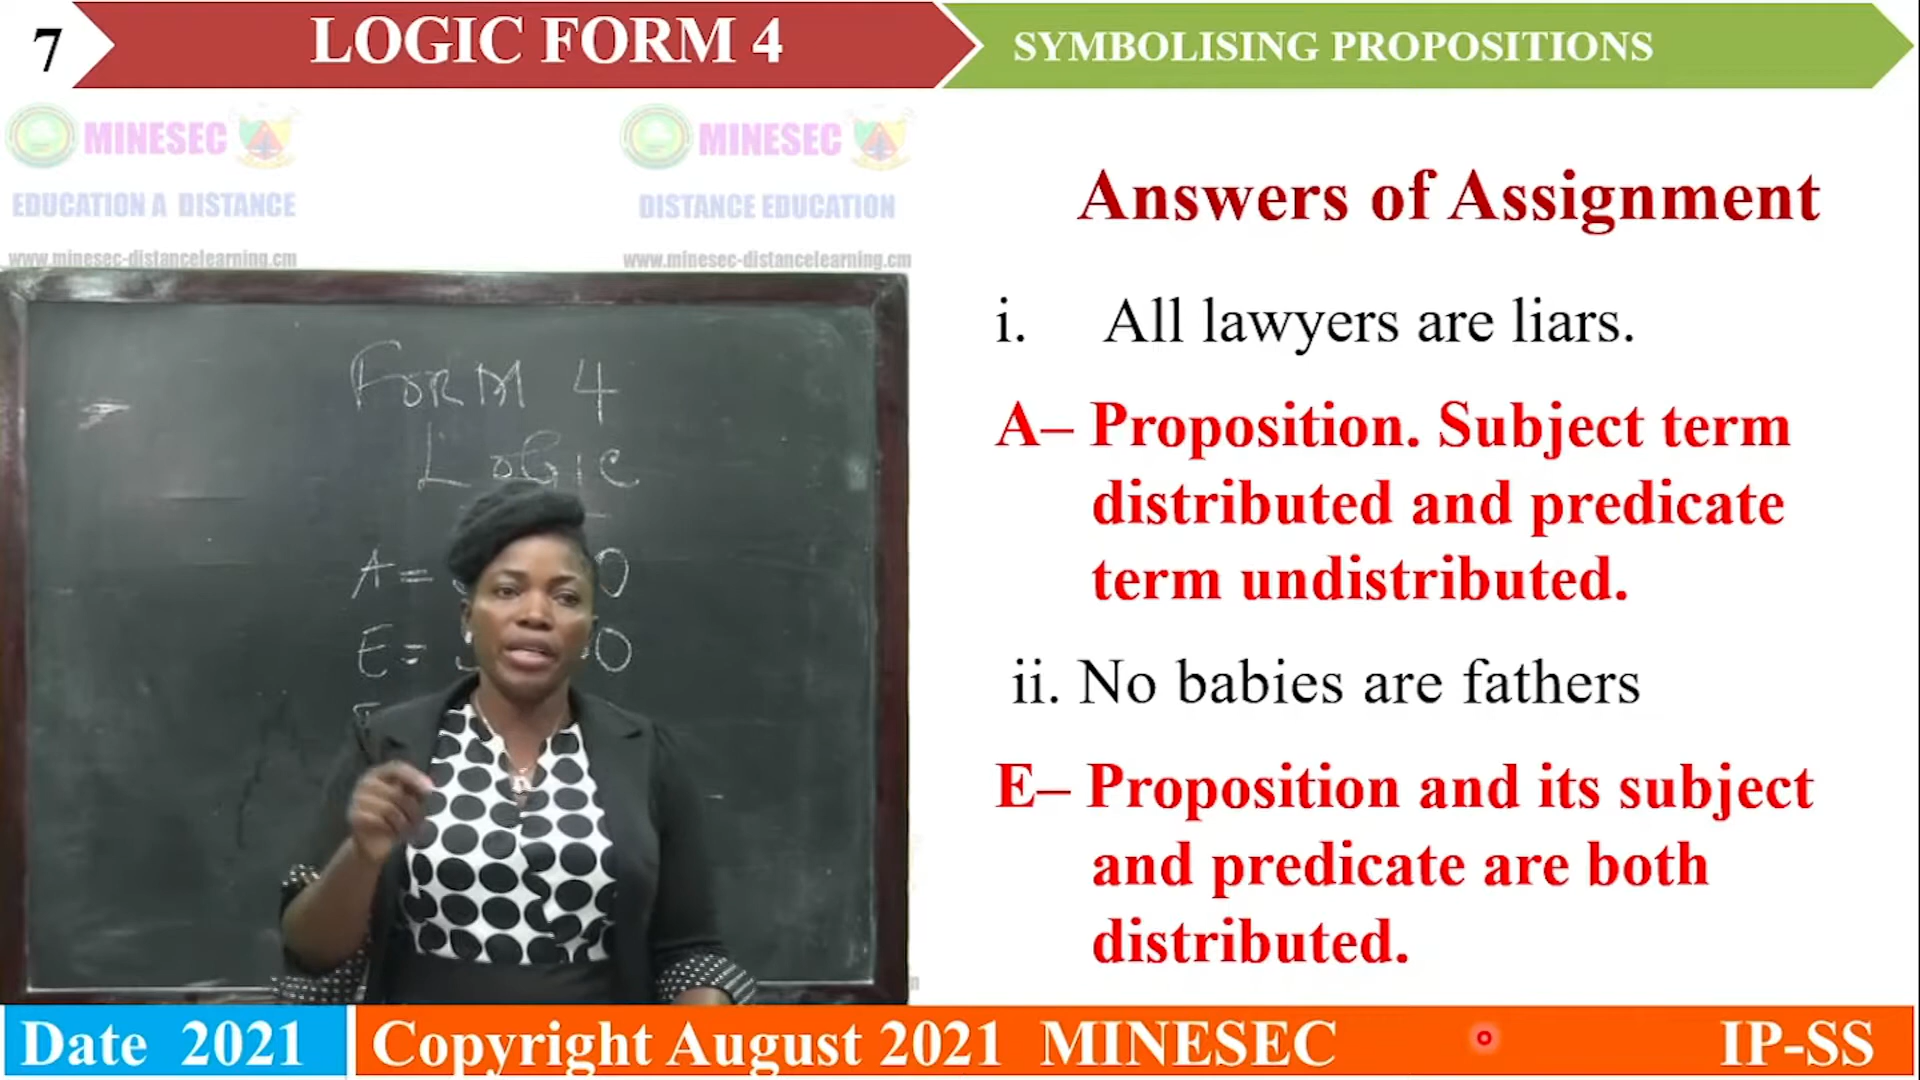 7
LOGIC FORM 4
SYMBOLISING PROPOSITIONS
MINESEC
MINESEC
EDUCATION A DISTANCE
DISTANCE EDUCATION
www.minesec-distancelearning.cm
www.minesec-distancelearning.cm
FORM 4
LOGIC
A =
E =
Answers of Assignment
i. All lawyers are liars.
A– Proposition. Subject term
distributed and predicate
term undistributed.
ii. No babies are fathers
E– Proposition and its subject
and predicate are both
distributed.
Date 2021
Copyright August 2021 MINESEC
IP-SS